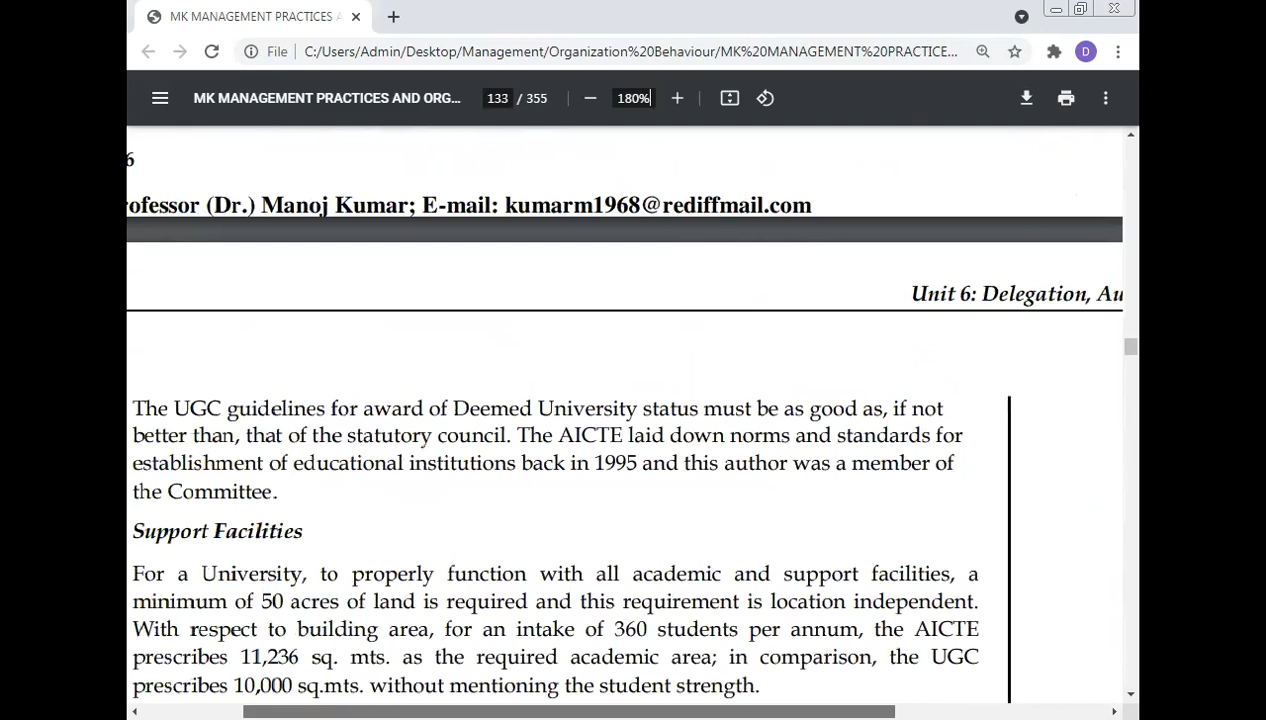 MK MANAGEMENT PRACTICES A
File C:/Users/Admin/Desktop/Management/Organization%20Behaviour/MK%20MANAGEMENT%20PRACTICE... D
MK MANAGEMENT PRACTICES AND ORG... 133 / 355 180%
6
rofessor (Dr.) Manoj Kumar; E-mail: kumarm1968@rediffmail.com
Unit 6: Delegation, Au
The UGC guidelines for award of Deemed University status must be as good as, if not
better than, that of the statutory council. The AICTE laid down norms and standards for
establishment of educational institutions back in 1995 and this author was a member of
the Committee.
Support Facilities
For a University, to properly function with all academic and support facilities, a
minimum of 50 acres of land is required and this requirement is location independent.
With respect to building area, for an intake of 360 students per annum, the AICTE
prescribes 11,236 sq. mts. as the required academic area; in comparison, the UGC
prescribes 10,000 sq.mts. without mentioning the student strength.